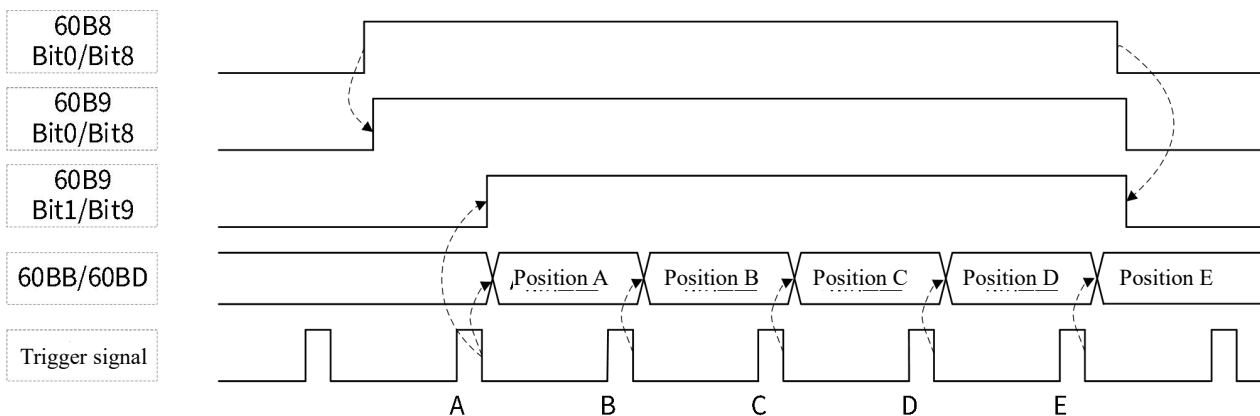 60B8
Bit0/Bit8
60B9
Bit0/Bit8
60B9
Bit1/Bit9
60BB/60BD
Position A
Position B
Position C
Position D
Position E
Trigger signal
A
B
C
D
E